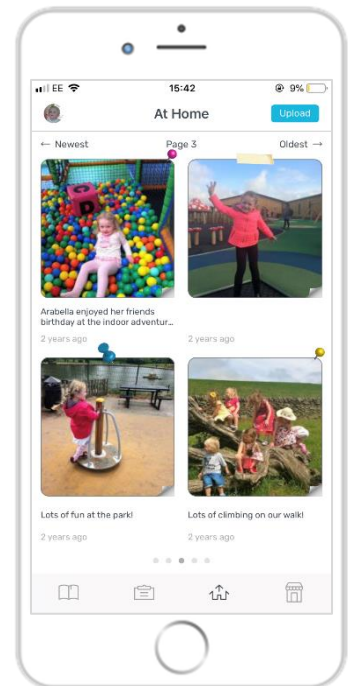 EE 15:42 9%
At Home
Upload
← Newest Page 3 Oldest →
Arabella enjoyed her friends
birthday at the indoor adventur...
2 years ago
2 years ago
Lots of fun at the park!
Lots of climbing on our walk!
2 years ago
2 years ago